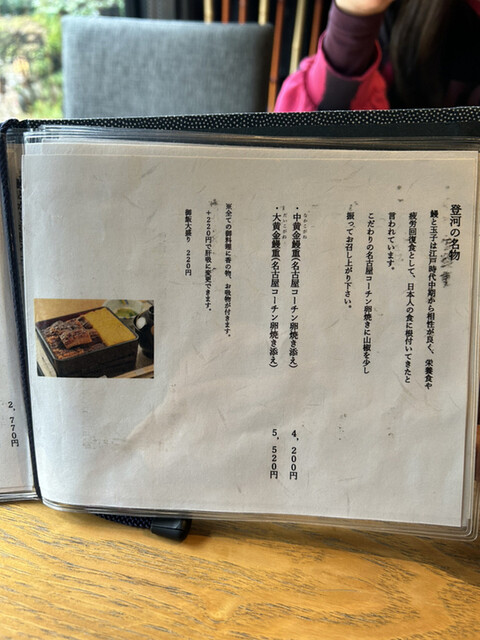 登河の名物
鰻と玉子は江戸時代中期から相性が良く、栄養食や
疲労回復食として、日本人の食に根付いてきたと
言われています。
こだわりの名古屋コーチン卵焼きに山椒を少し
振ってお召し上がり下さい。
・中黄金鰻重(名古屋コーチン卵焼き添え) 4,200円
・大黄金鰻重(名古屋コーチン卵焼き添え) 5,520円
※全ての御料理に香の物、お吸物が付きます。
+220円で肝吸に変更できます。
御飯大盛り 220円
2,770円